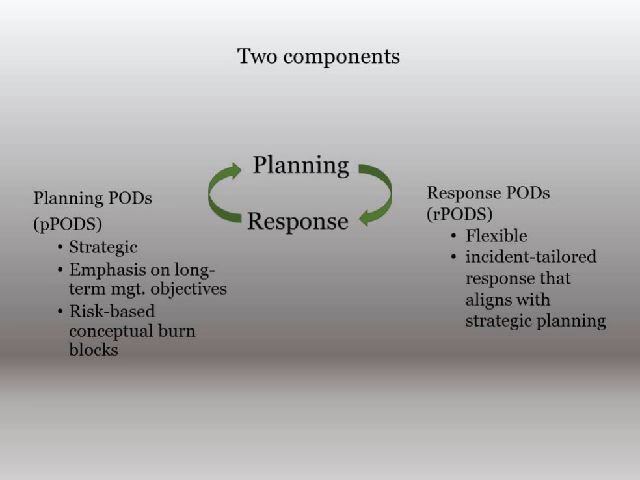 Two components
Planning
Response
Planning PODs
(pPODS)
• Strategic
• Emphasis on long-
term mgt. objectives
• Risk-based
conceptual burn
blocks
Response PODs
(rPODS)
• Flexible
• incident-tailored
response that
aligns with
strategic planning